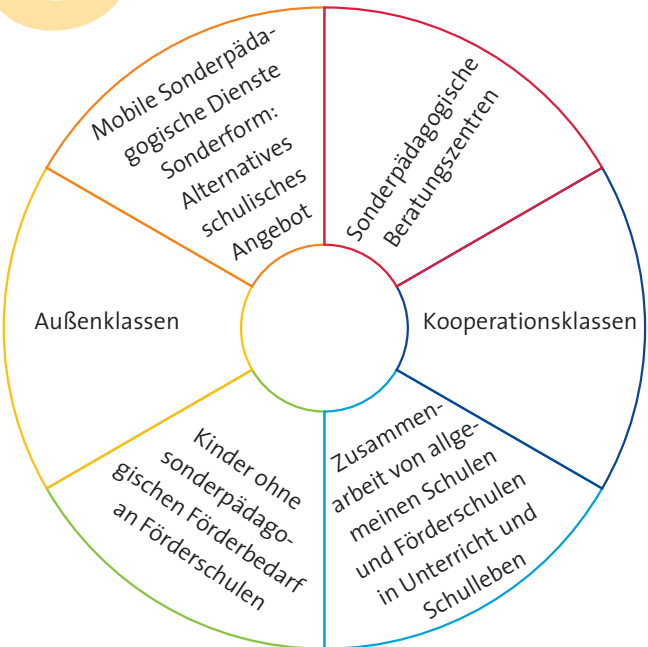 Mobile Sonderpäda-
gogische Dienste
Sonderform:
Alternatives
schulisches
Angebot
Sonderpädagogische
Beratungszentren
Außenklassen
Kooperationsklassen
Kinder ohne
sonderpädago-
gischen Förderbedarf
an Förderschulen
Zusammen-
arbeit von allge-
meinen Schulen
und Förderschulen
in Unterricht und
Schulleben